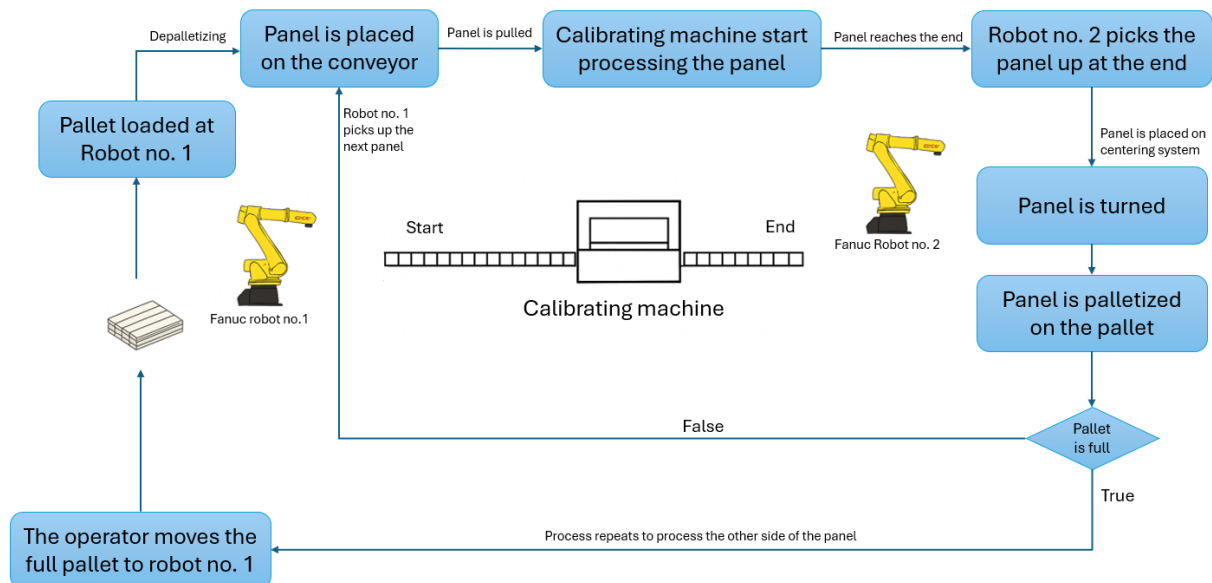 Depalletizing
Panel is placed
on the conveyor
Panel is pulled
Calibrating machine start
processing the panel
Panel reaches the end
Robot no. 2 picks the
panel up at the end
Pallet loaded at
Robot no. 1
Robot no. 1
picks up the
next panel
Panel is placed on
centering system
Panel is turned
Start
End
Fanuc Robot no. 2
Fanuc robot no.1
Calibrating machine
Panel is palletized
on the pallet
False
Pallet
is full
True
The operator moves the
full pallet to robot no. 1
Process repeats to process the other side of the panel